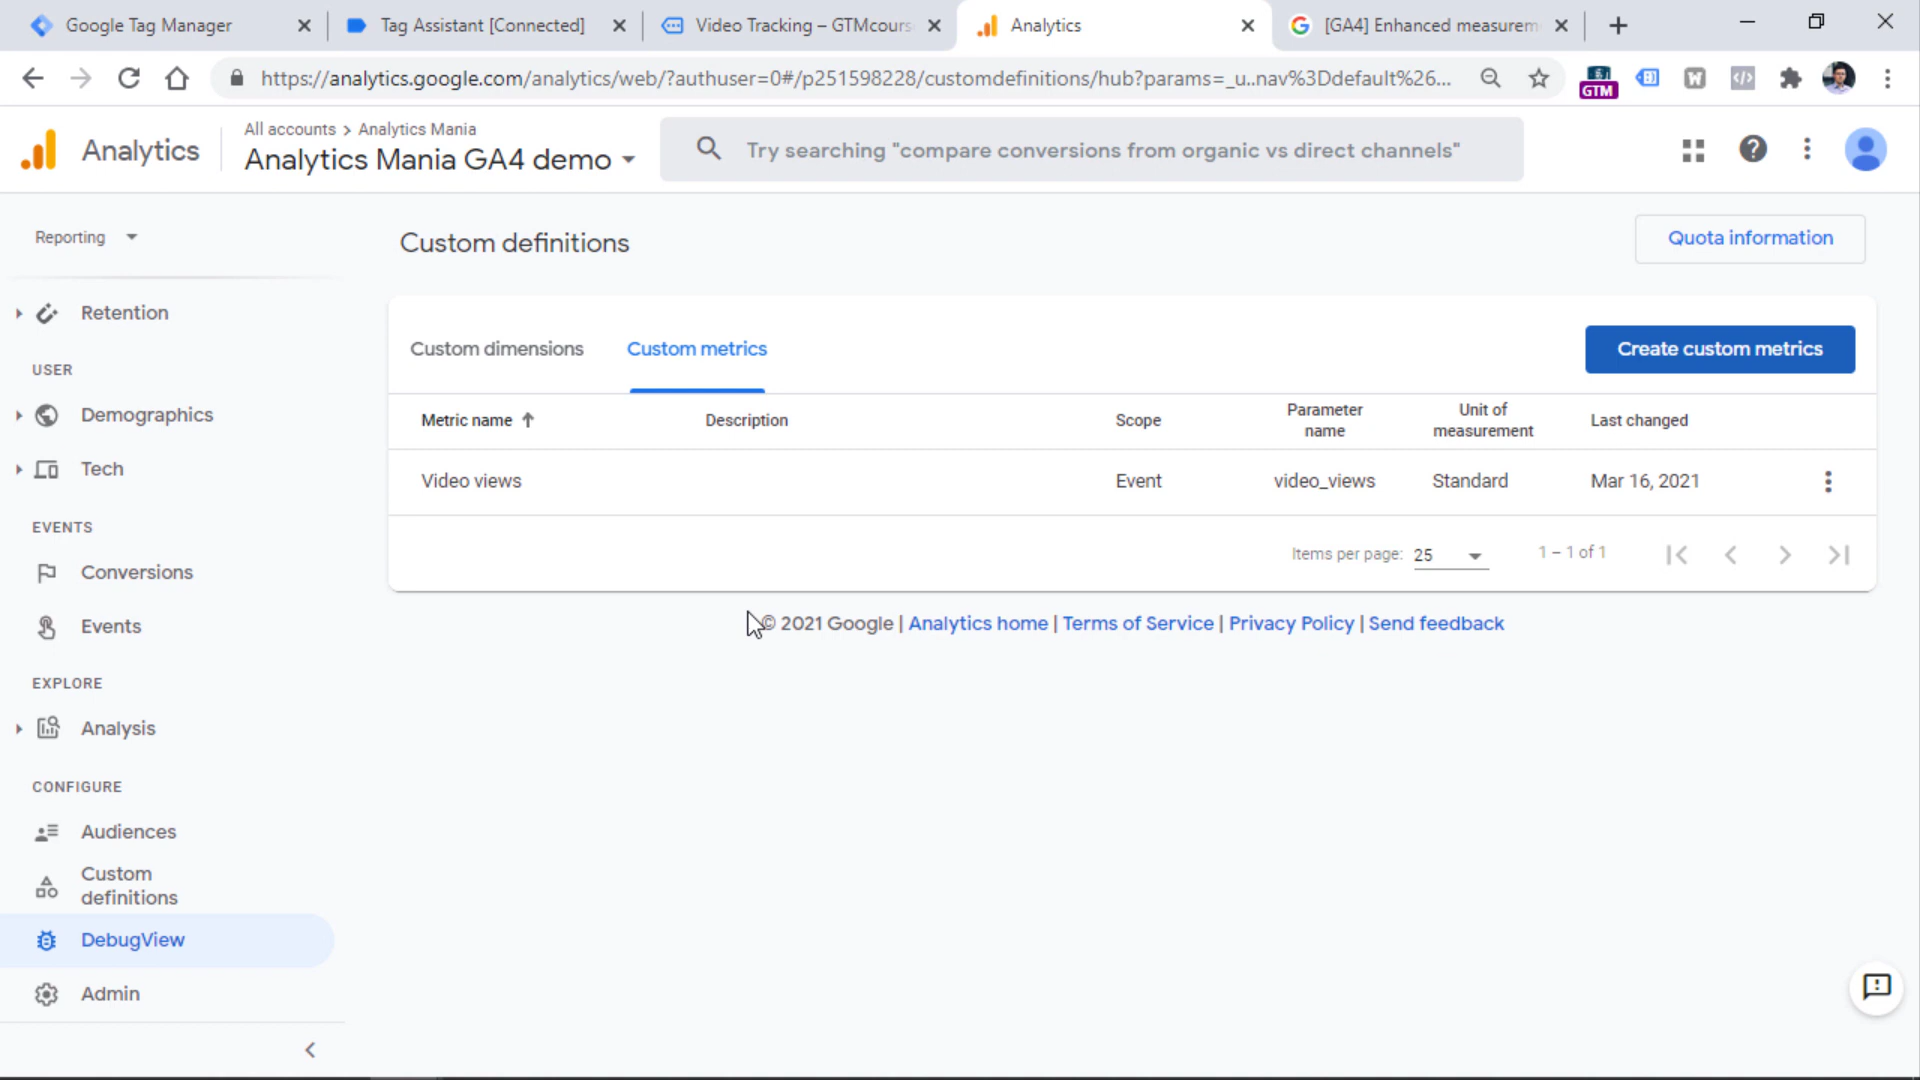 Google Tag Manager
Tag Assistant [Connected]
Video Tracking – GTMcours
Analytics
[GA4] Enhanced measurem
https://analytics.google.com/analytics/web/?authuser=0#/p251598228/customdefinitions/hub?params=_u..nav%3Ddefault%26...
GTM
Analytics
All accounts > Analytics Mania
Analytics Mania GA4 demo
Try searching "compare conversions from organic vs direct channels"
Reporting
Retention
USER
Demographics
Tech
EVENTS
Conversions
Events
EXPLORE
Analysis
CONFIGURE
Audiences
Custom
definitions
DebugView
Admin
Custom definitions
Quota information
Custom dimensions
Custom metrics
Create custom metrics
Metric name
Description
Scope
Parameter
name
Unit of
measurement
Last changed
Video views
Event
video_views
Standard
Mar 16, 2021
Items per page: 25
1 – 1 of 1
© 2021 Google | Analytics home | Terms of Service | Privacy Policy | Send feedback